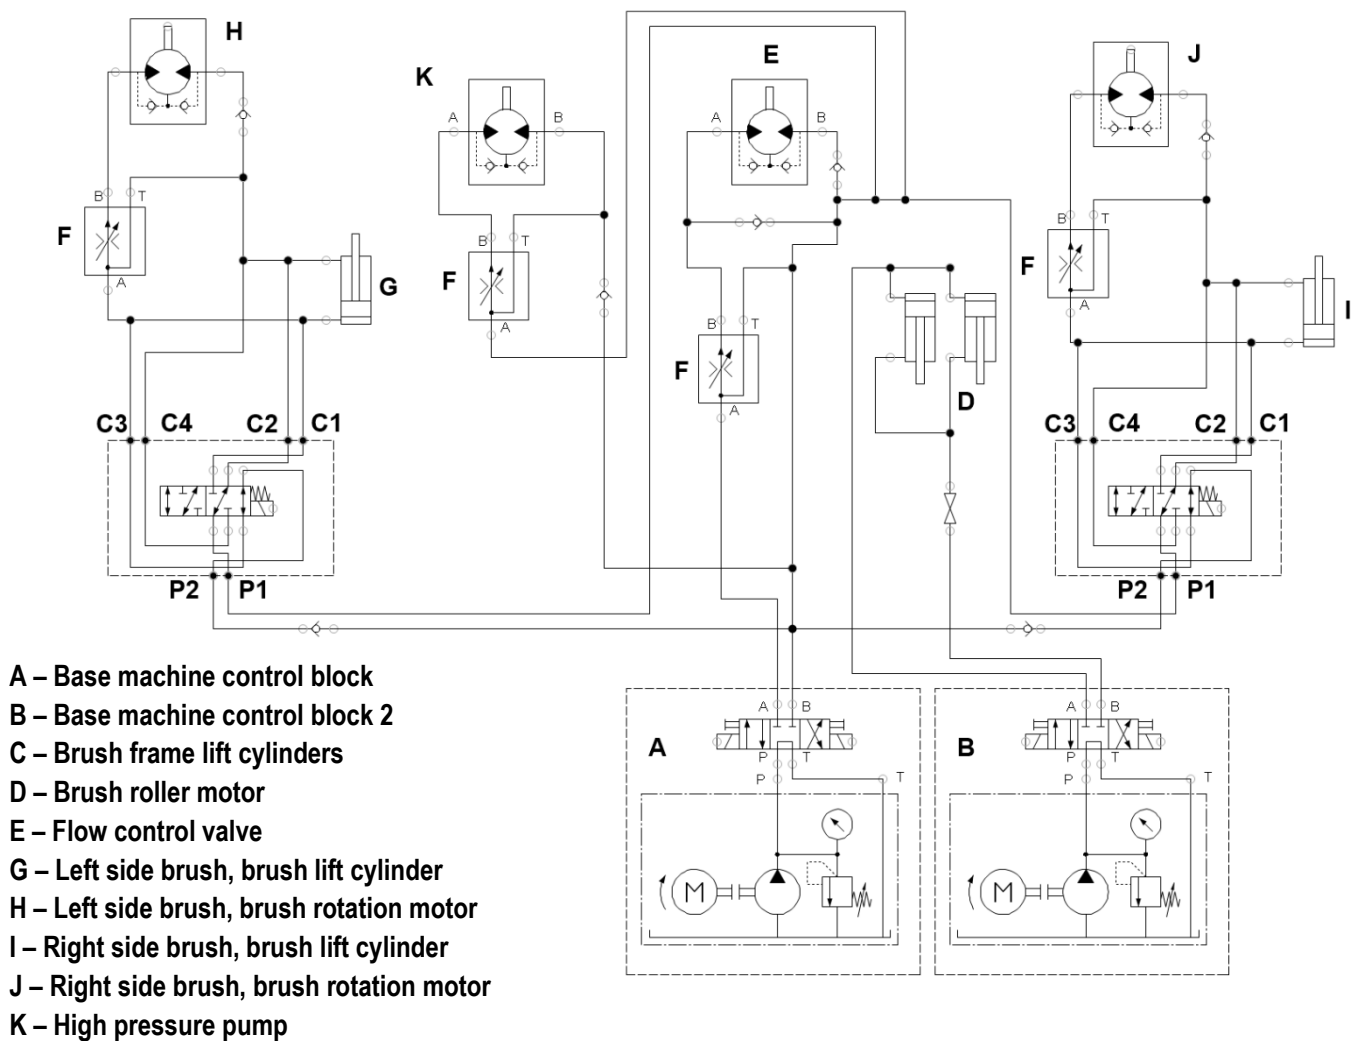 H
K
E
J
A B
A B
B T
F
A
G
B T
F
A
B T
F
A
D
B T
F
A
I
C3 C4 C2 C1
C3 C4 C2 C1
P2 P1
P2 P1
A B
A B
A
P T
P T
B
P T
P T
M
M
A – Base machine control block
B – Base machine control block 2
C – Brush frame lift cylinders
D – Brush roller motor
E – Flow control valve
G – Left side brush, brush lift cylinder
H – Left side brush, brush rotation motor
I – Right side brush, brush lift cylinder
J – Right side brush, brush rotation motor
K – High pressure pump